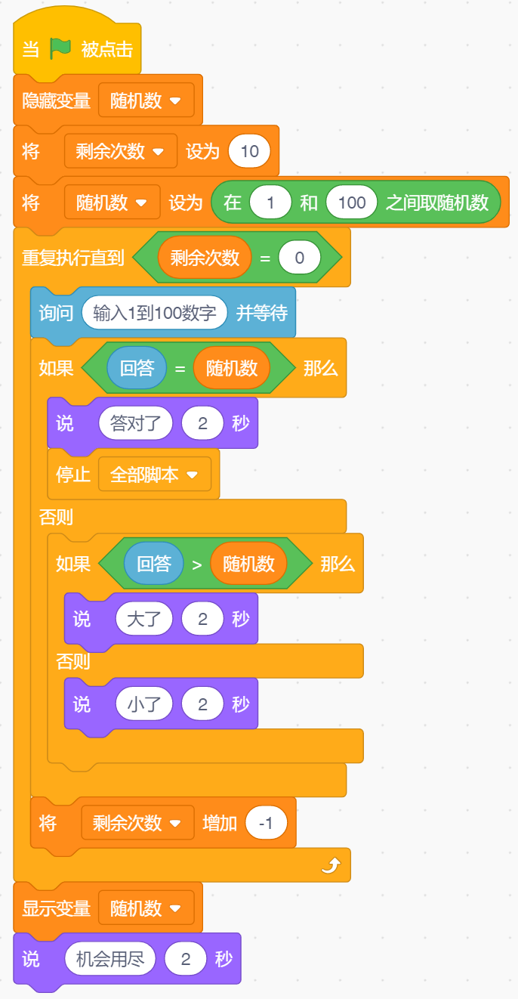 当 被点击
隐藏变量 随机数
将 剩余次数 设为 10
将 随机数 设为 在 1 和 100 之间取随机数
重复执行直到 剩余次数 = 0
询问 输入1到100数字 并等待
如果 回答 = 随机数 那么
说 答对了 2 秒
停止 全部脚本
否则
如果 回答 > 随机数 那么
说 大了 2 秒
否则
说 小了 2 秒
将 剩余次数 增加 -1
显示变量 随机数
说 机会用尽 2 秒